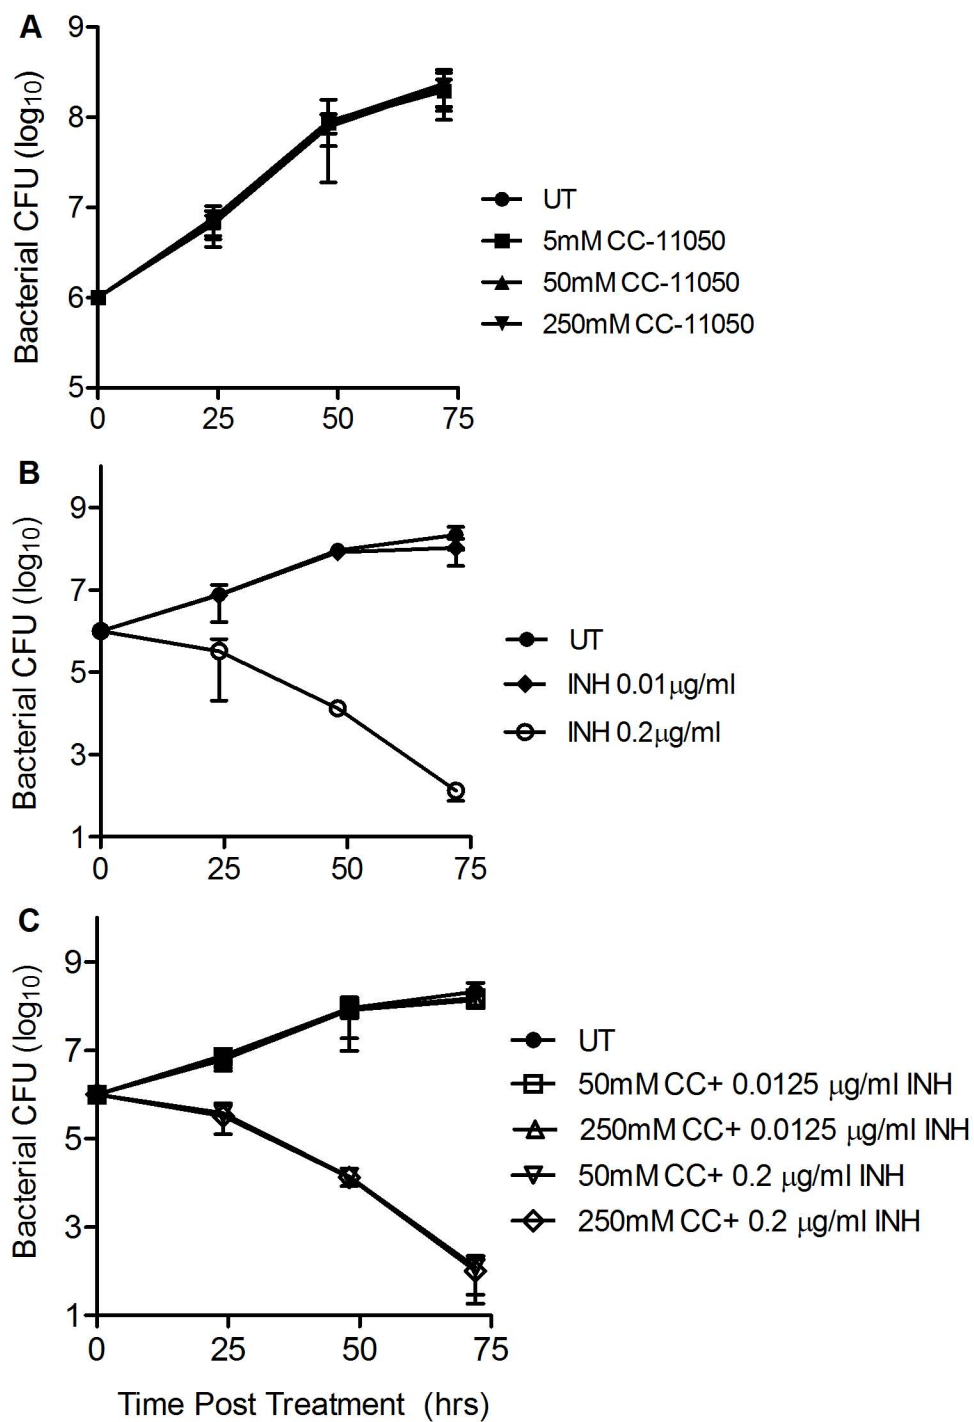 A
Bacterial CFU (log10)
9
8
7
6
5
0 25 50 75
UT
5mM CC-11050
50mM CC-11050
250mM CC-11050
B
Bacterial CFU (log10)
9
7
5
3
1
0 25 50 75
UT
INH 0.01µg/ml
INH 0.2µg/ml
C
Bacterial CFU (log10)
9
7
5
3
1
0 25 50 75
UT
50mM CC+ 0.0125 µg/ml INH
250mM CC+ 0.0125 µg/ml INH
50mM CC+ 0.2 µg/ml INH
250mM CC+ 0.2 µg/ml INH
Time Post Treatment (hrs)